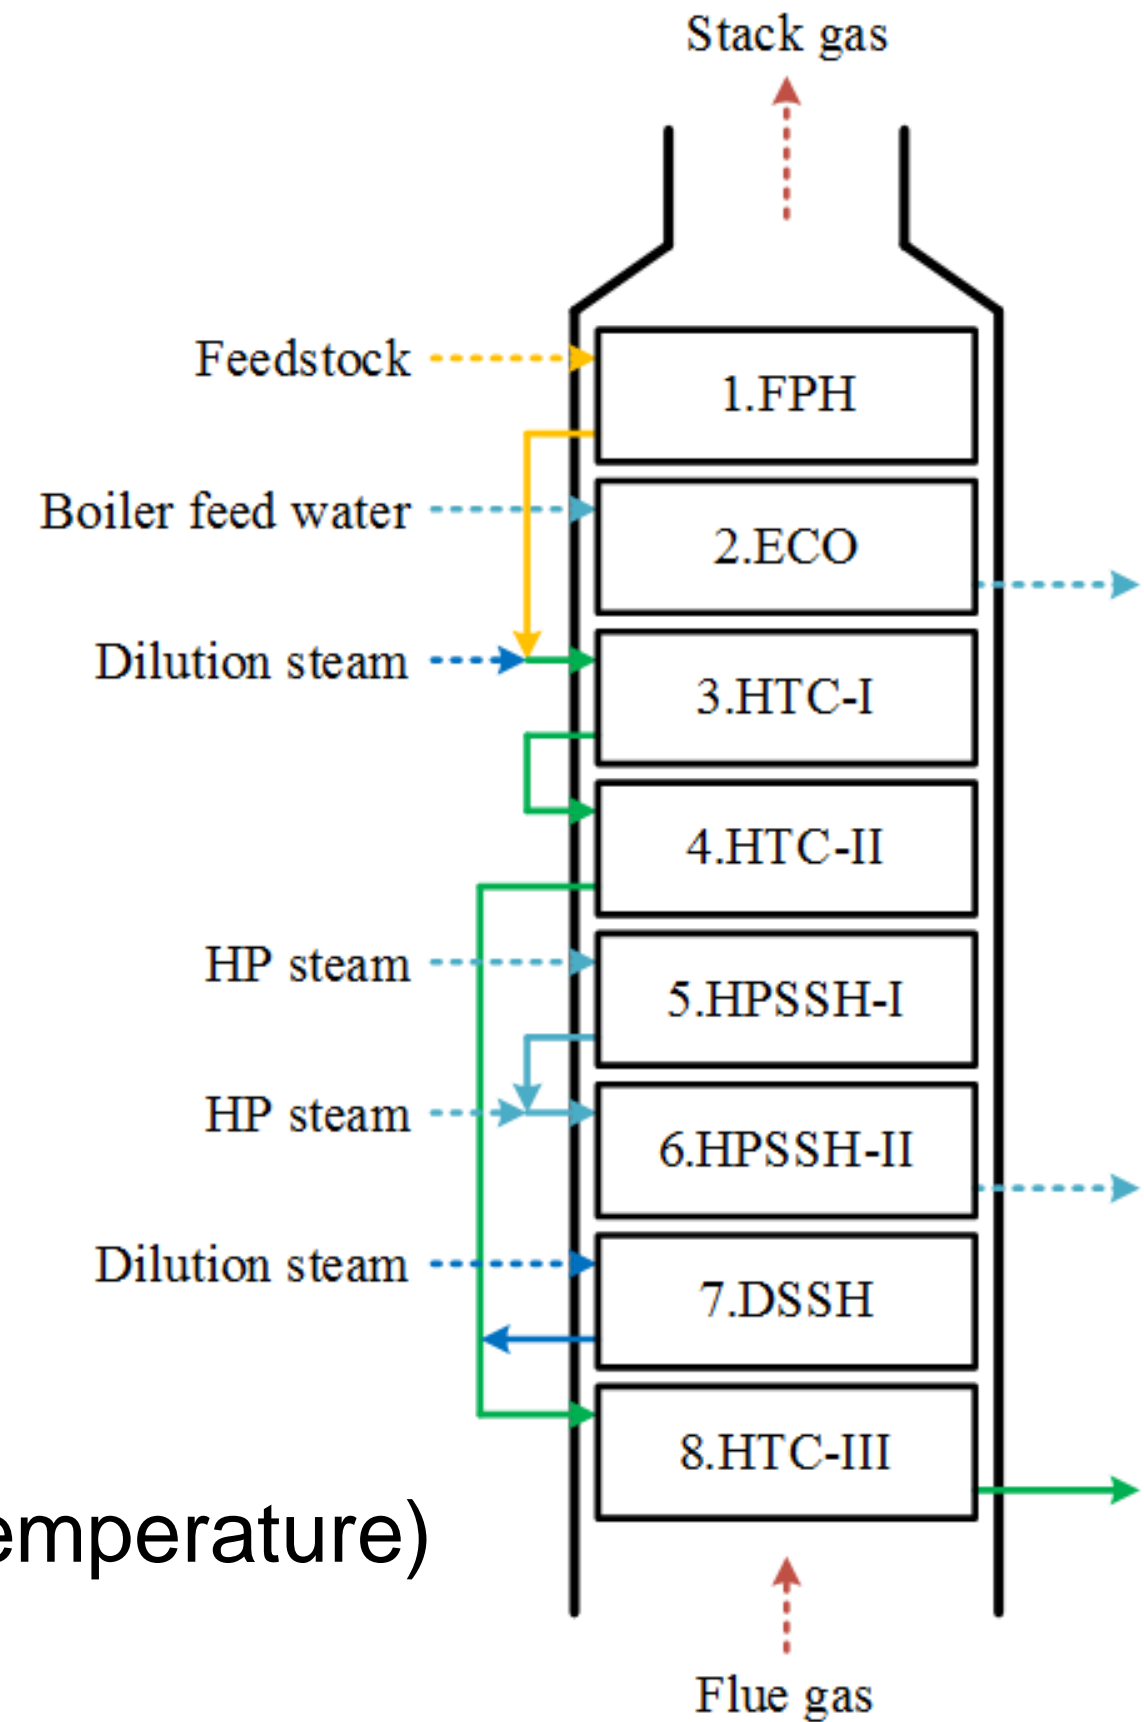 Stack gas
Feedstock
1.FPH
Boiler feed water
2.ECO
Dilution steam
3.HTC-I
4.HTC-II
HP steam
5.HPSSH-I
HP steam
6.HPSSH-II
Dilution steam
7.DSSH
8.HTC-III
emperature)
Flue gas